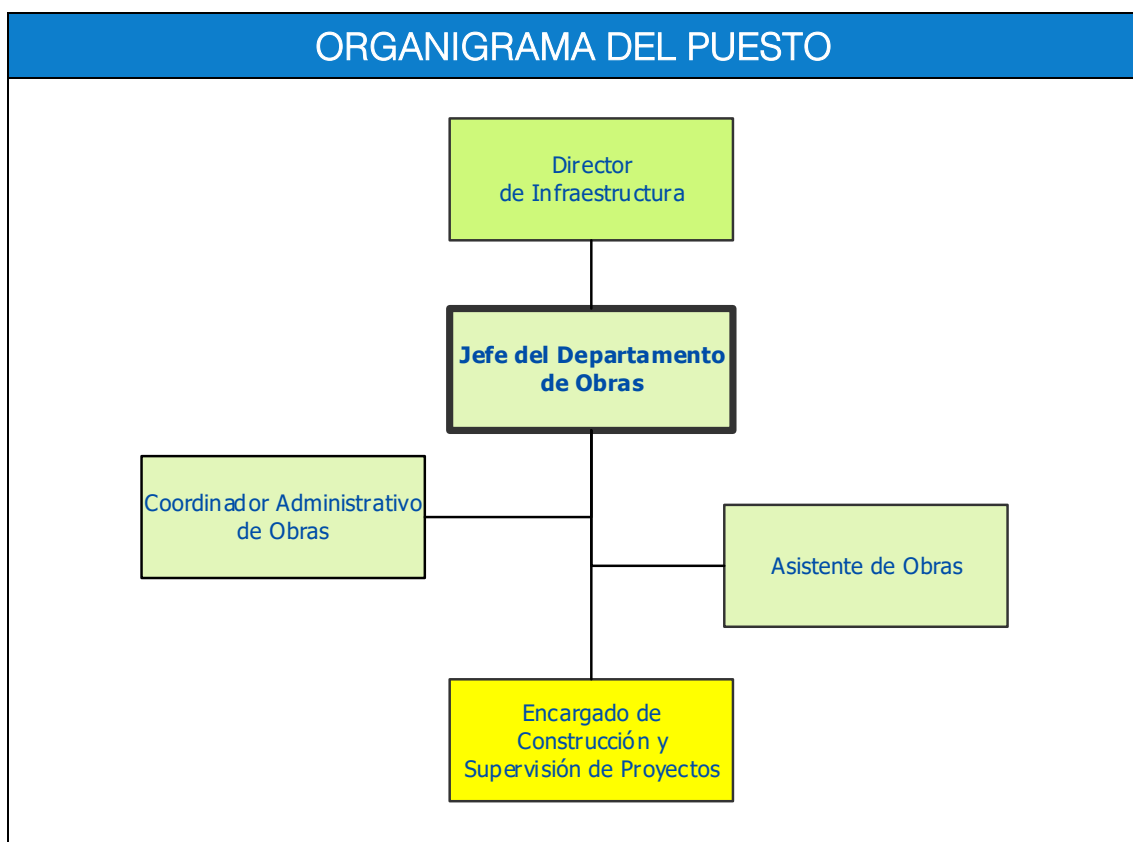 ORGANIGRAMA DEL PUESTO
Director
de Infraestructura
Jefe del Departamento
de Obras
Coordinador Administrativo
de Obras
Asistente de Obras
Encargado de
Construcción y
Supervisión de Proyectos